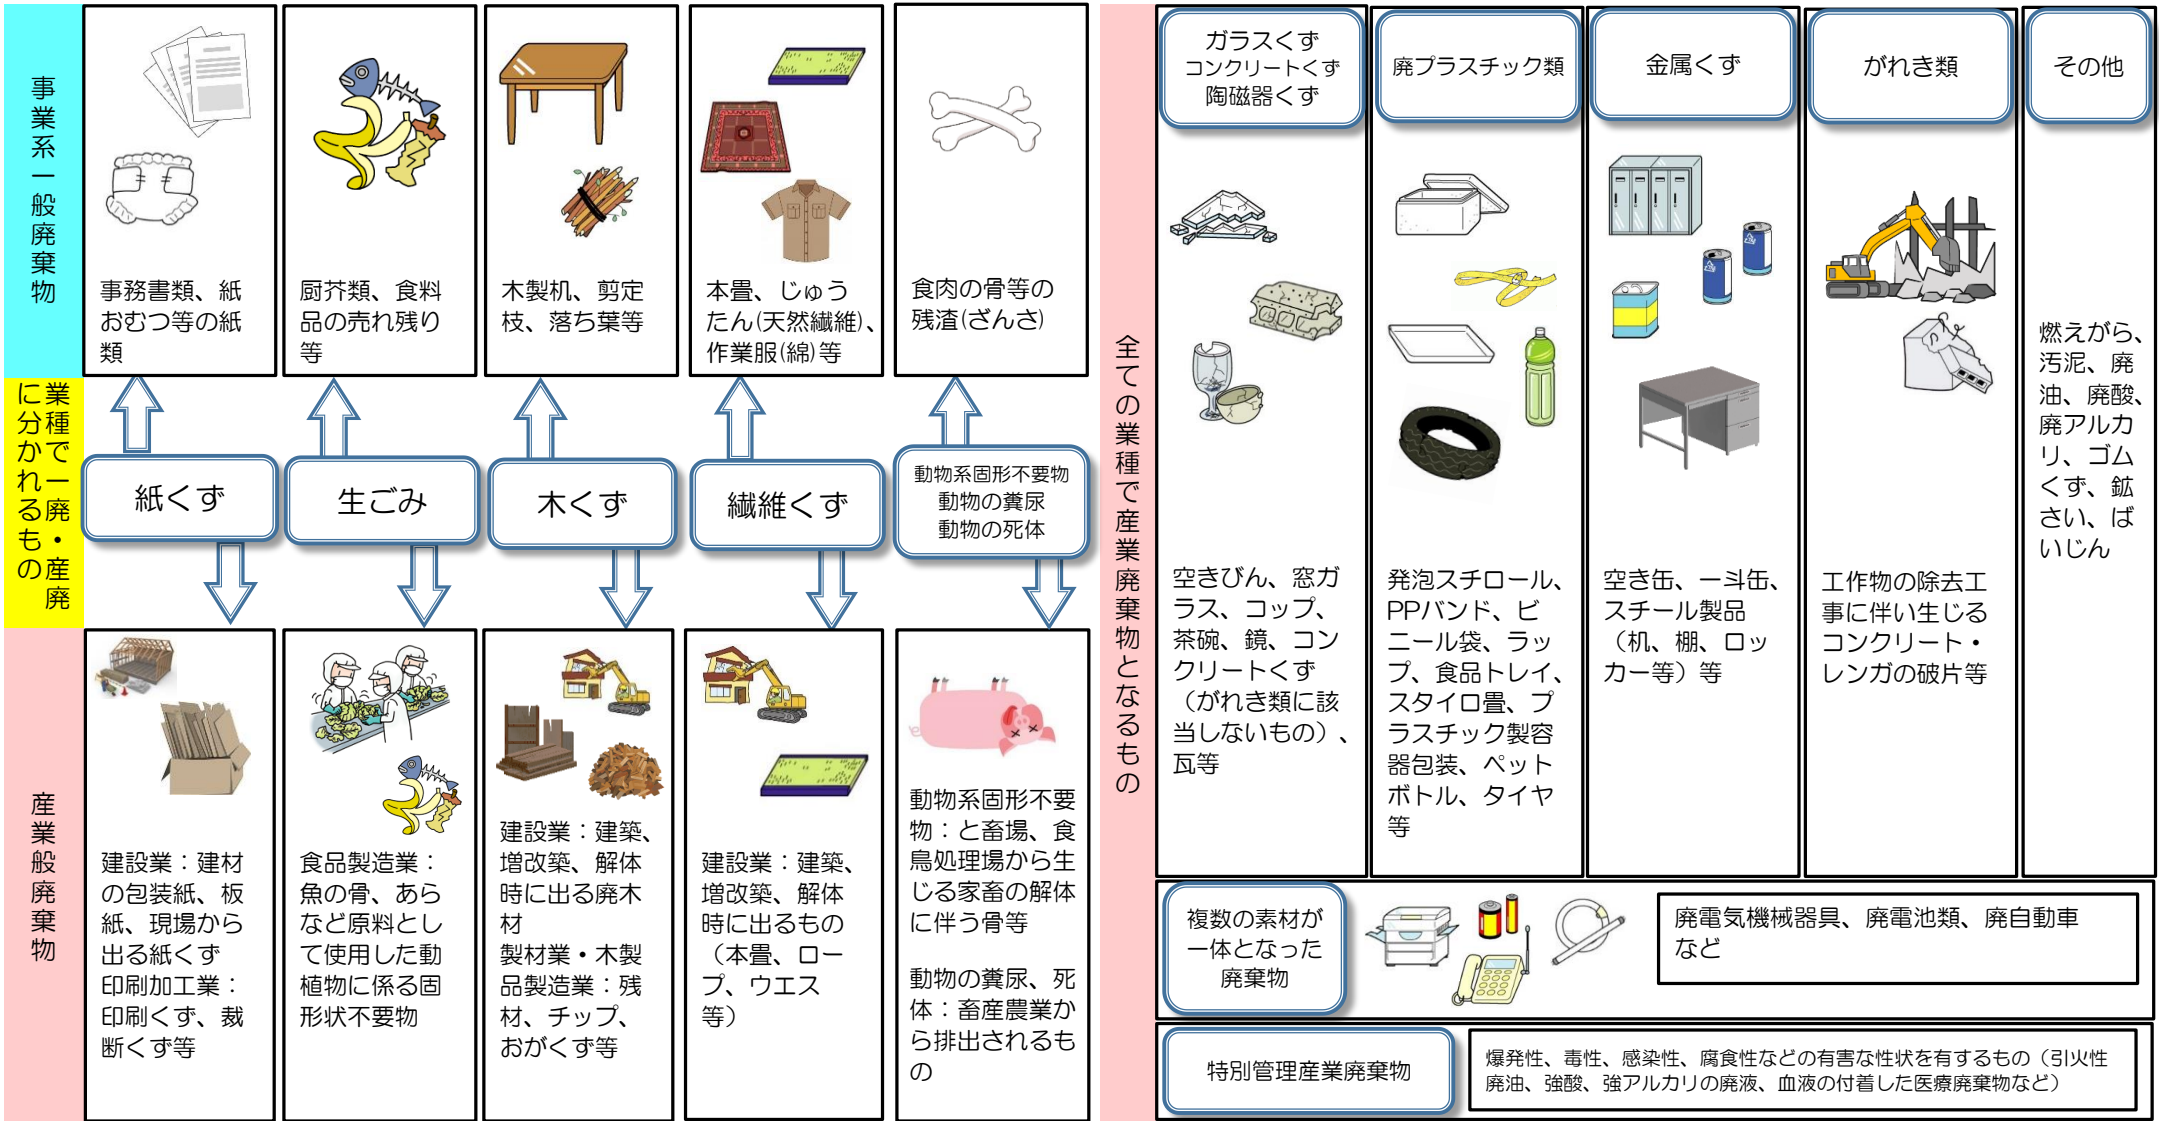 事業系一般廃棄物
事務書類、紙
おむつ等の紙
類
厨芥類、食料
品の売れ残り
等
木製机、剪定
枝、落ち葉等
本畳、じゅう
たん(天然繊維)、
作業服(綿)等
食肉の骨等の
残渣(ざんさ)
業種で一廃・産廃
に分かれるもの
紙くず
生ごみ
木くず
繊維くず
動物系固形不要物
動物の糞尿
動物の死体
産業般廃棄物
建設業：建材
の包装紙、板
紙、現場から
出る紙くず
印刷加工業：
印刷くず、裁
断くず等
食品製造業：
魚の骨、あら
など原料とし
て使用した動
植物に係る固
形状不要物
建設業：建築、
増改築、解体
時に出る廃木
材
製材業・木製
品製造業：残
材、チップ、
おがくず等
建設業：建築、
増改築、解体
時に出るもの
（本畳、ロー
プ、ウエス
等）
動物系固形不要
物：と畜場、食
鳥処理場から生
じる家畜の解体
に伴う骨等
動物の糞尿、死
体：畜産農業か
ら排出されるも
の
全ての業種で産業廃棄物となるもの
ガラスくず
コンクリートくず
陶磁器くず
空きびん、窓ガ
ラス、コップ、
茶碗、鏡、コン
クリートくず
（がれき類に該
当しないもの）、
瓦等
廃プラスチック類
発泡スチロール、
PPバンド、ビ
ニール袋、ラッ
プ、食品トレイ、
スタイロ畳、プ
ラスチック製容
器包装、ペット
ボトル、タイヤ
等
金属くず
空き缶、一斗缶、
スチール製品
（机、棚、ロッ
カー等）等
がれき類
工作物の除去工
事に伴い生じる
コンクリート・
レンガの破片等
その他
燃えがら、
汚泥、廃
油、廃酸、
廃アルカ
リ、ゴム
くず、鉱
さい、ば
いじん
複数の素材が
一体となった
廃棄物
廃電気機械器具、廃電池類、廃自動車
など
特別管理産業廃棄物
爆発性、毒性、感染性、腐食性などの有害な性状を有するもの（引火性
廃油、強酸、強アルカリの廃液、血液の付着した医療廃棄物など）